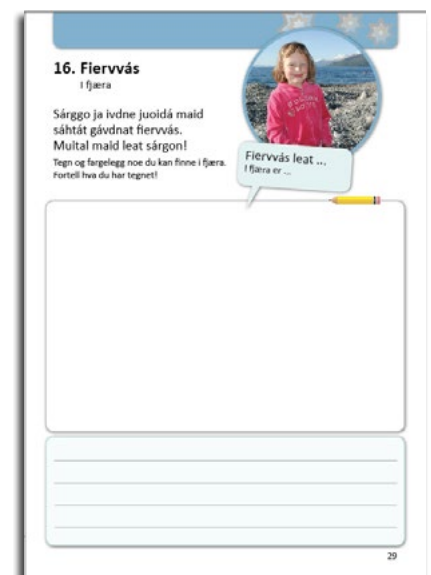 16. Fiervvás
I fjæra
Sárggo ja ivdne juoidá maid
sáhtát gávdnat fiervvás.
Muital maid leat sárgon!
Tegn og fargelegg noe du kan finne i fjæra.
Fortell hva du har tegnet!
Fiervvás leat ...
I fjæra er ...
29